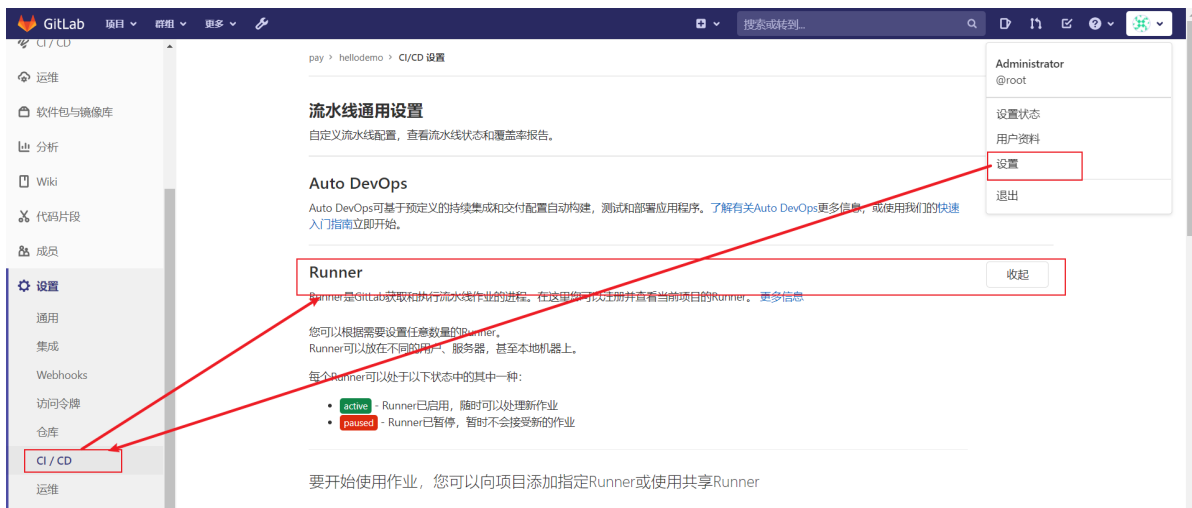 GitLab 项目 群组 更多 搜索或转到...
CI / CD
运维
软件包与镜像库
分析
Wiki
代码片段
成员
设置
通用
集成
Webhooks
访问令牌
仓库
CI / CD
运维
pay > hellodemo > CI/CD 设置
流水线通用设置
自定义流水线配置，查看流水线状态和覆盖率报告。
Auto DevOps
Auto DevOps可基于预定义的持续集成和交付配置自动构建，测试和部署应用程序。了解有关Auto DevOps更多信息，或使用我们的快速
入门指南立即开始。
Runner
收起
Runner是GitLab获取和执行流水线作业的进程。在这里您可以注册并查看当前项目的Runner。 更多信息
您可以根据需要设置任意数量的Runner。
Runner可以放在不同的用户、服务器，甚至本地机器上。
每个Runner可以处于以下状态中的其中一种：
active - Runner已启用，随时可以处理新作业
paused - Runner已暂停，暂时不会接受新的作业
要开始使用作业，您可以向项目添加指定Runner或使用共享Runner
Administrator
@root
设置状态
用户资料
设置
退出